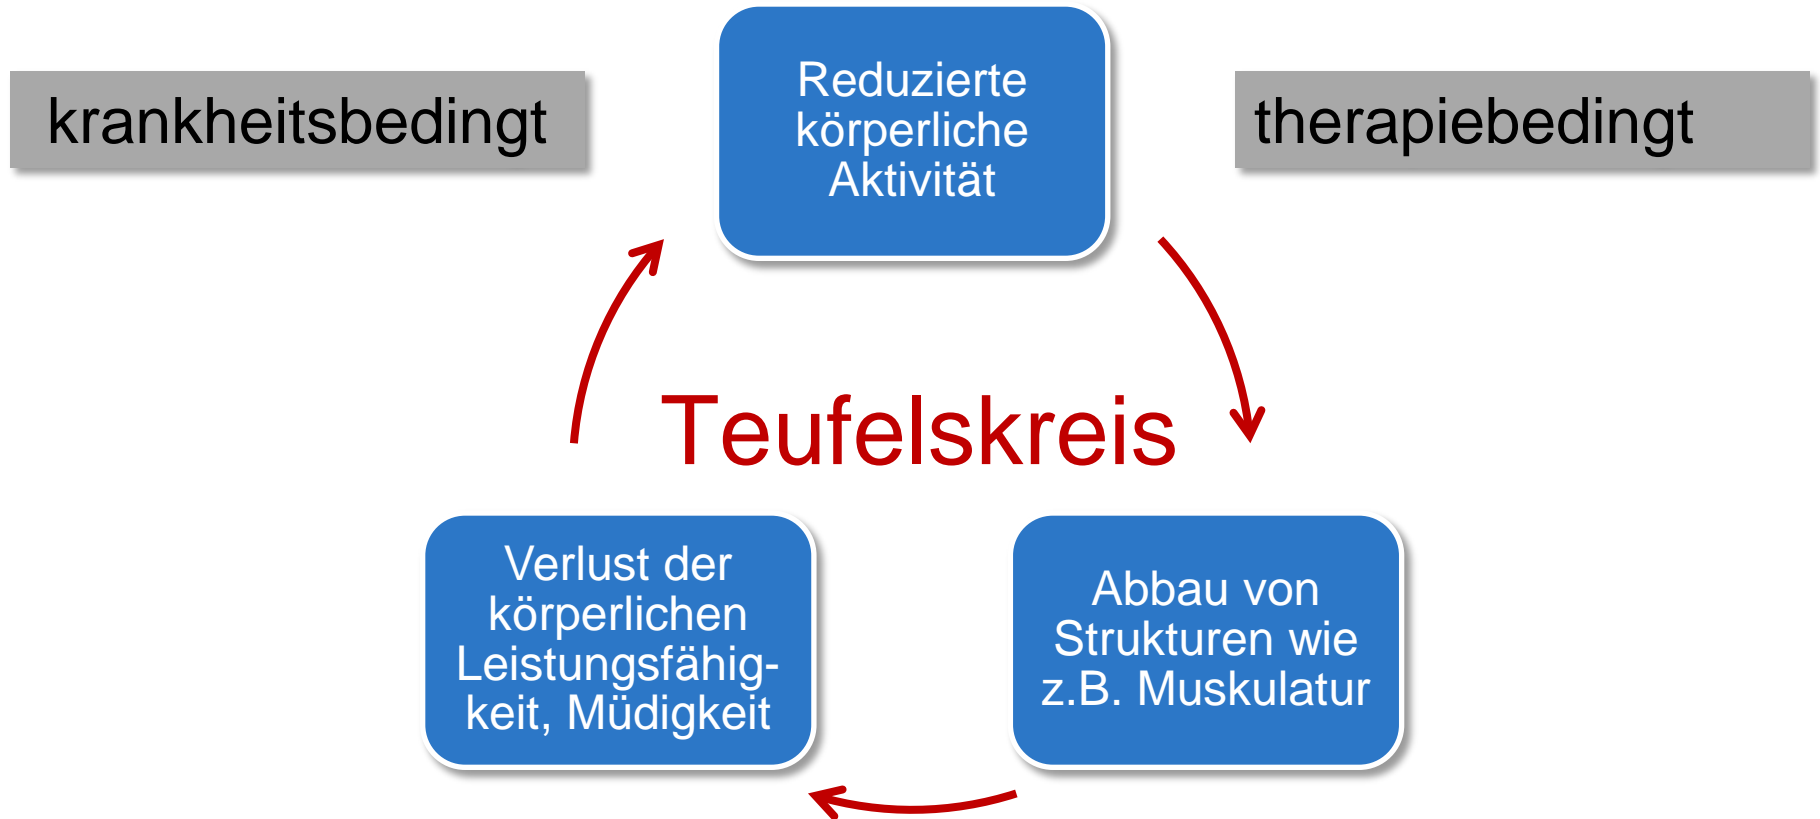 krankheitsbedingt
Reduzierte
körperliche
Aktivität
therapiebedingt
Teufelskreis
Verlust der
körperlichen
Leistungsfähig-
keit, Müdigkeit
Abbau von
Strukturen wie
z.B. Muskulatur